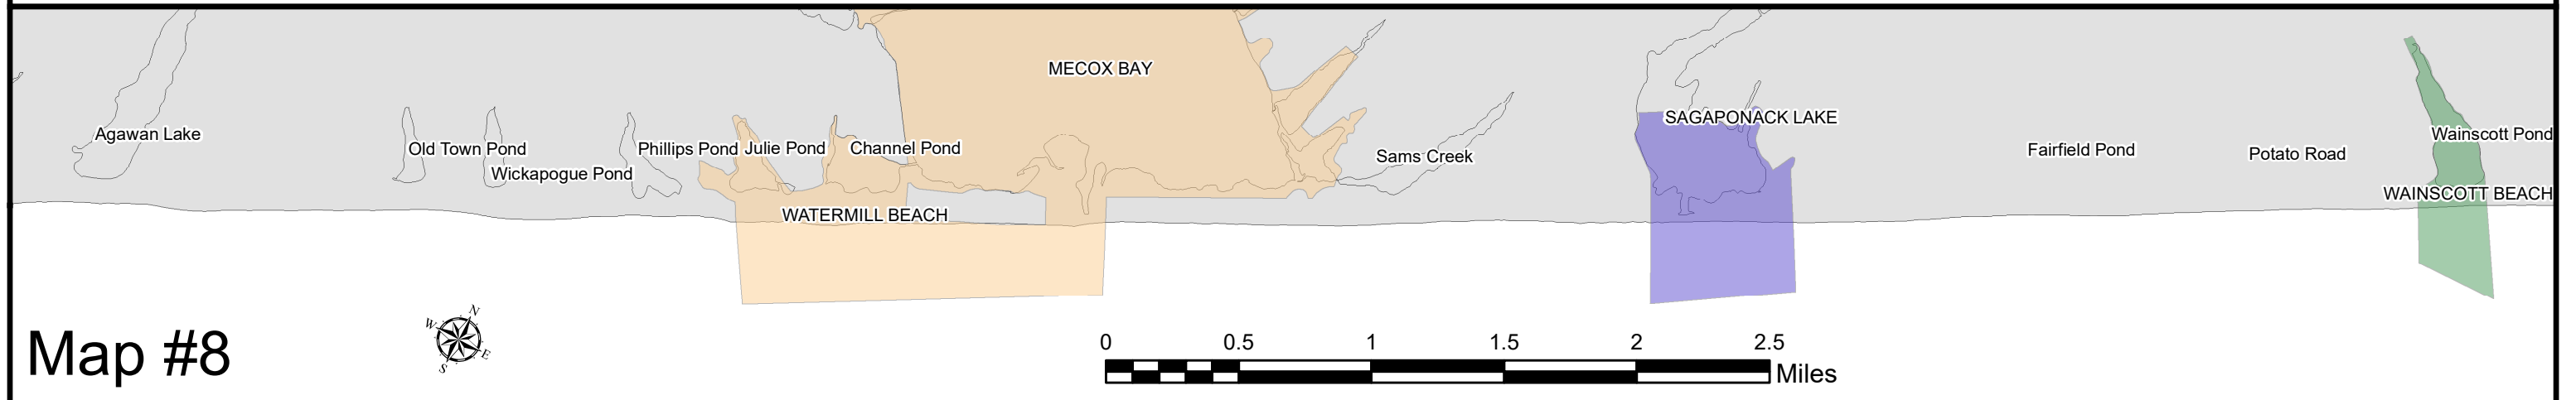 MECOX BAY
SAGAPONACK LAKE
Agawan Lake
Wainscott Pond
Old Town Pond
Phillips Pond
Julie Pond
Channel Pond
Fairfield Pond
Potato Road
Sams Creek
Wickapogue Pond
WAINSCOTT BEACH
WATERMILL BEACH
N
W
E
S
Map #8
0 0.5 1 1.5 2 2.5
Miles